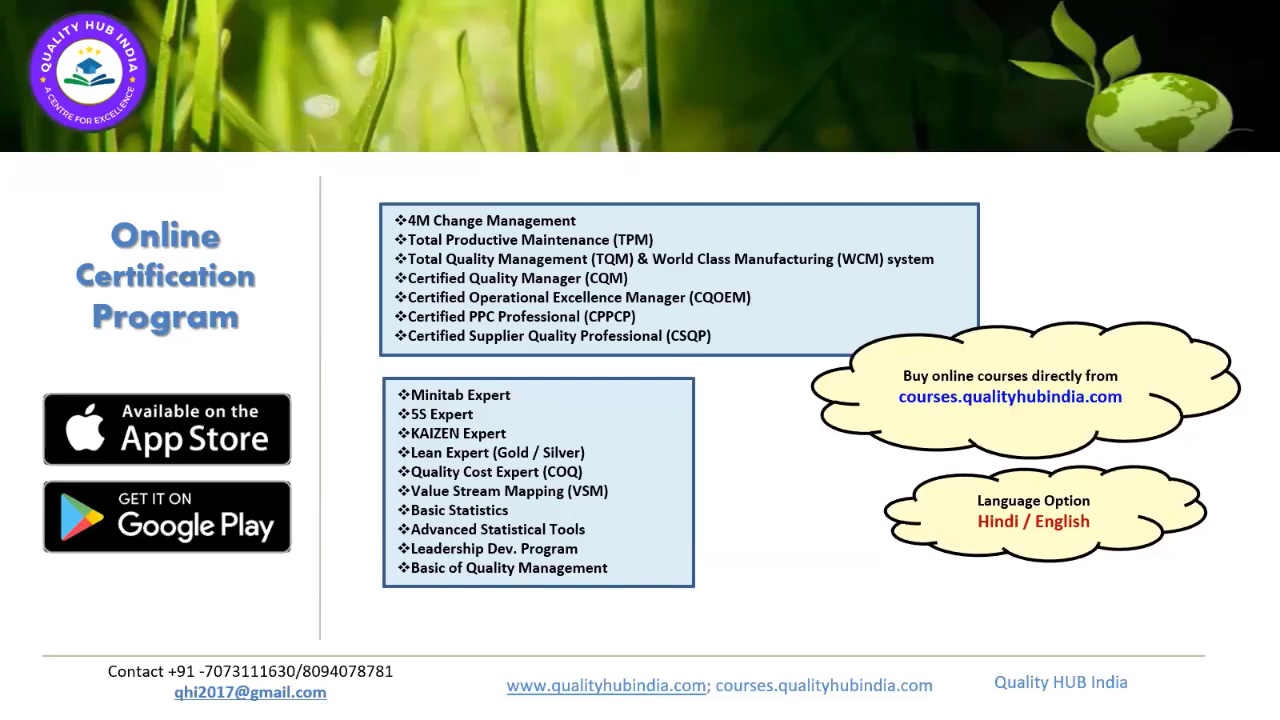 QUALITY HUB INDIA
A CENTRE FOR EXCELLENCE
Online
Certification
Program
Available on the
App Store
GET IT ON
Google Play
❖4M Change Management
❖Total Productive Maintenance (TPM)
❖Total Quality Management (TQM) & World Class Manufacturing (WCM) system
❖Certified Quality Manager (CQM)
❖Certified Operational Excellence Manager (CQOEM)
❖Certified PPC Professional (CPPCP)
❖Certified Supplier Quality Professional (CSQP)
❖Minitab Expert
❖5S Expert
❖KAIZEN Expert
❖Lean Expert (Gold / Silver)
❖Quality Cost Expert (COQ)
❖Value Stream Mapping (VSM)
❖Basic Statistics
❖Advanced Statistical Tools
❖Leadership Dev. Program
❖Basic of Quality Management
Buy online courses directly from
courses.qualityhubindia.com
Language Option
Hindi / English
Contact +91 -7073111630/8094078781
qhi2017@gmail.com
www.qualityhubindia.com; courses.qualityhubindia.com
Quality HUB India